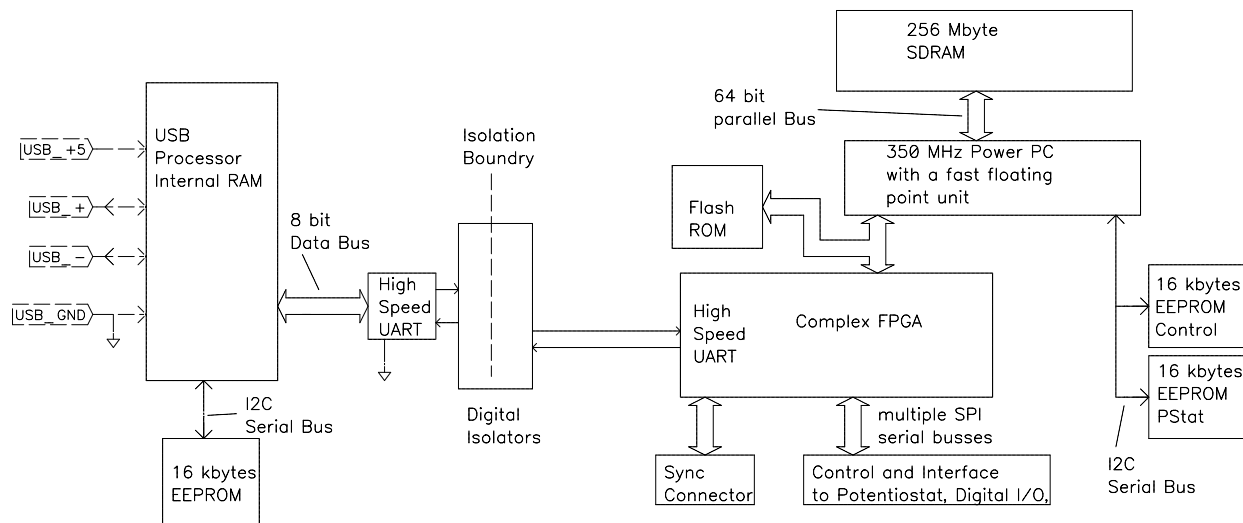 256 Mbyte
SDRAM
64 bit
parallel Bus
USB
Processor
Internal RAM
USB_+5
USB_+
USB_-
USB_GND
Isolation
Boundry
350 MHz Power PC
with a fast floating
point unit
Flash
ROM
8 bit
Data Bus
High
Speed
UART
High
Speed
UART
Complex FPGA
16 kbytes
EEPROM
Control
16 kbytes
EEPROM
PStat
I2C
Serial Bus
Digital
Isolators
multiple SPI
serial busses
16 kbytes
EEPROM
Sync
Connector
Control and Interface
to Potentiostat, Digital I/O,
I2C
Serial Bus